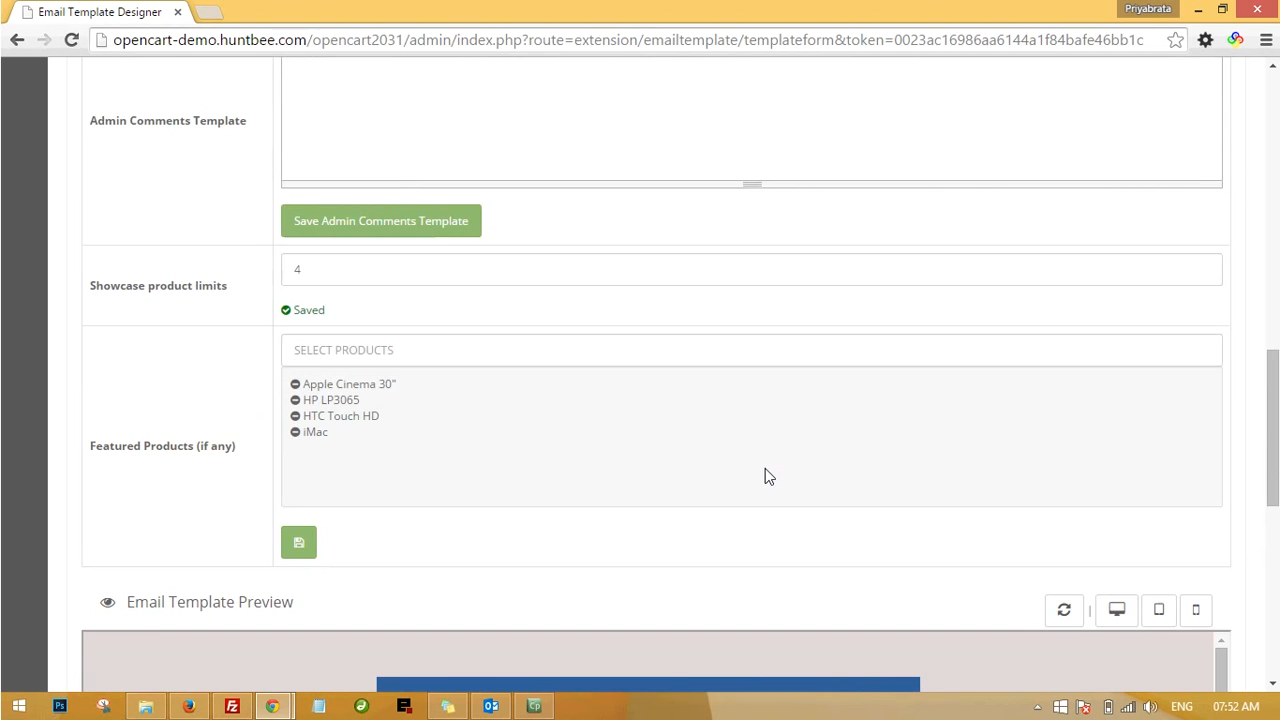 Email Template Designer
Priyabrata
opencart-demo.huntbee.com/opencart2031/admin/index.php?route=extension/emailtemplate/templateform&token=0023ac16986aa6144a1f84bafe46bb1c
Admin Comments Template
Save Admin Comments Template
Showcase product limits
4
Saved
SELECT PRODUCTS
Apple Cinema 30"
HP LP3065
HTC Touch HD
iMac
Featured Products (if any)
Email Template Preview
ENG
07:52 AM